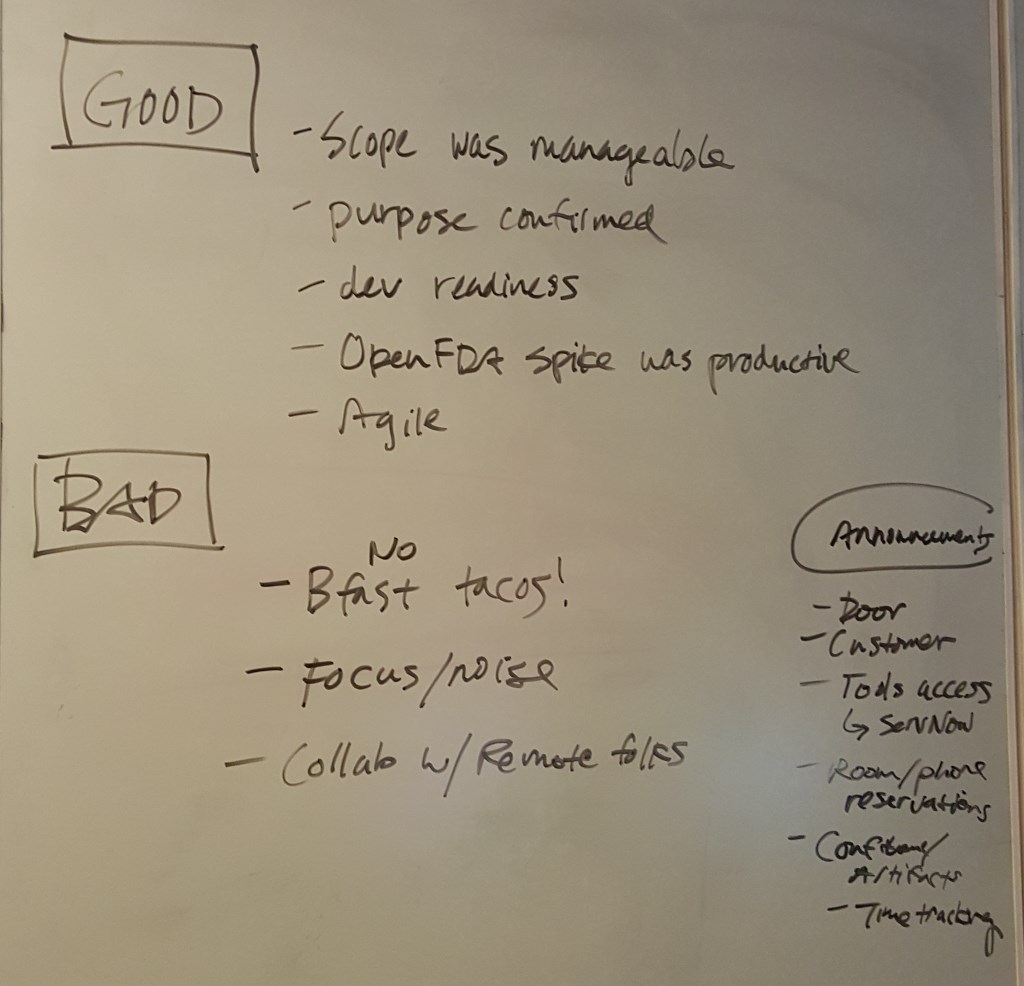 GOOD
- Scope was manageable
- purpose confirmed
- dev readiness
- OpenFDA spike was productive
- Agile
BAD
NO
- Bfast tacos!
- Focus/noise
- Collab w/ Remote folks
Announcements
- Door
- Customer
- Tools access
↳ ServNow
- Room/phone
reservations
- /
Artifacts
- Time tracking